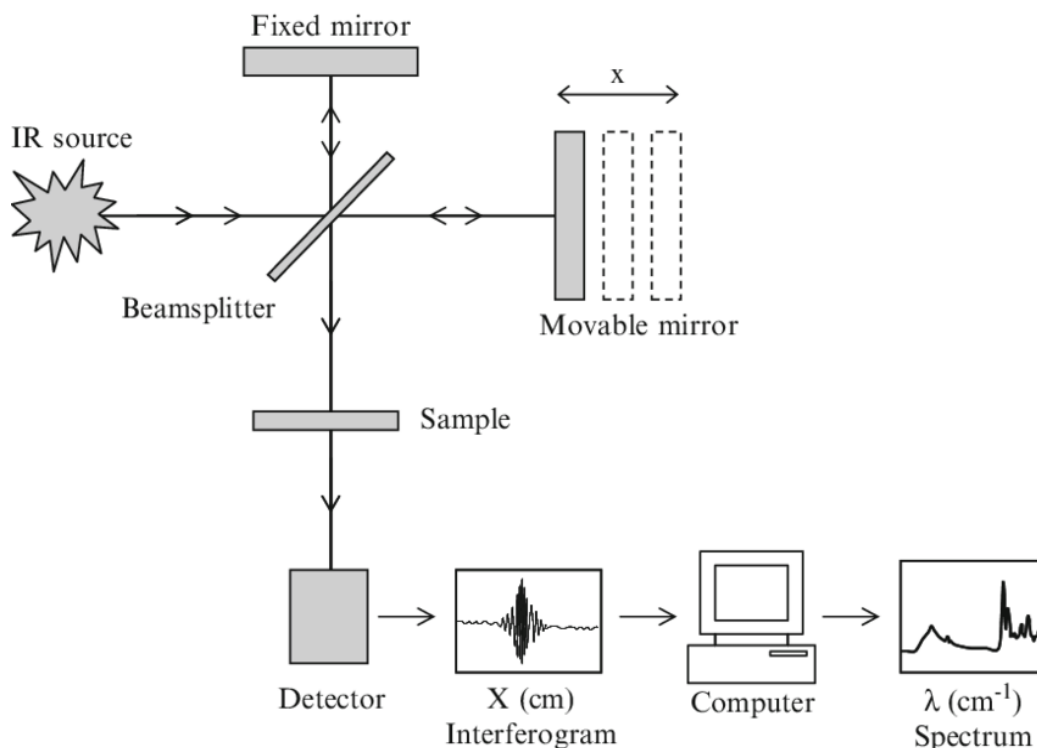 Fixed mirror
x
IR source
Beamsplitter
Movable mirror
Sample
Detector
X (cm)
Interferogram
Computer
λ (cm⁻¹)
Spectrum